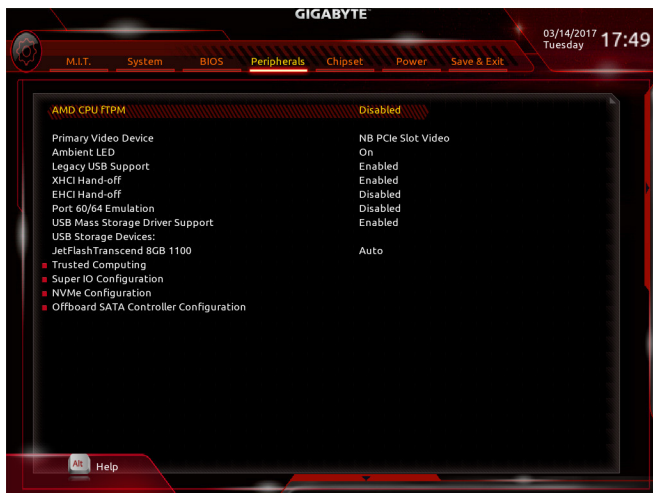 GIGABYTE™
03/14/2017 Tuesday 17:49
M.I.T. System BIOS Peripherals Chipset Power Save & Exit
AMD CPU fTPM Disabled
Primary Video Device NB PCIe Slot Video
Ambient LED On
Legacy USB Support Enabled
XHCI Hand-off Enabled
EHCI Hand-off Disabled
Port 60/64 Emulation Disabled
USB Mass Storage Driver Support Enabled
USB Storage Devices:
JetFlashTranscend 8GB 1100 Auto
Trusted Computing
Super IO Configuration
NVMe Configuration
Offboard SATA Controller Configuration
Alt Help